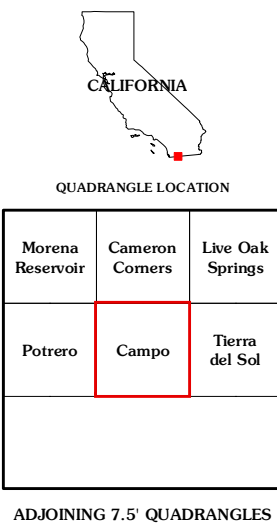 CALIFORNIA
QUADRANGLE LOCATION
Morena
Reservoir
Cameron
Corners
Live Oak
Springs
Potrero
Campo
Tierra
del Sol
ADJOINING 7.5' QUADRANGLES